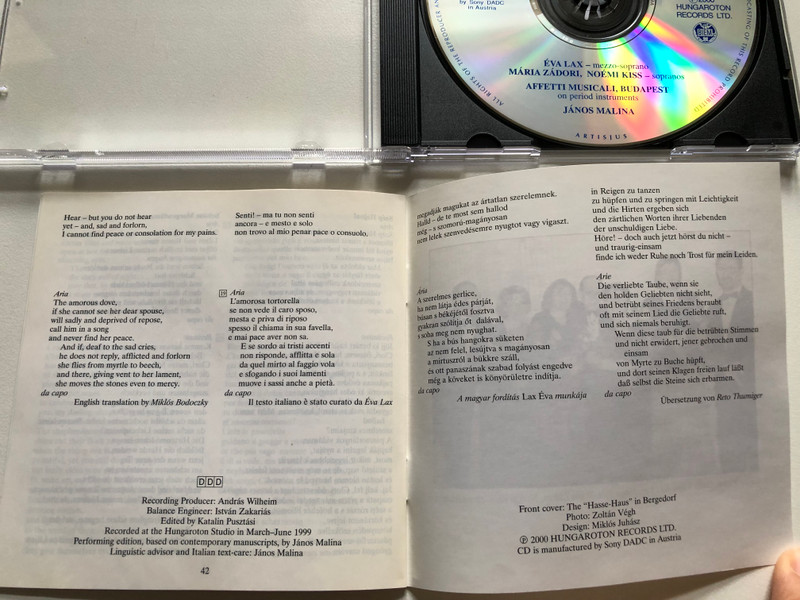 by Sony DADC
in Austria
℗ 2000
HUNGAROTON
RECORDS LTD.
ÉVA LAX – mezzo-soprano
MÁRIA ZÁDORI, NOÉMI KISS – sopranos
AFFETTI MUSICALI, BUDAPEST
on period instruments
JÁNOS MALINA
ARTISJUS
ALL RIGHTS OF THE REPRODUCER AN
CASTING OF THIS RECORD PROHIBITED
Hear – but you do not hear
yet – and, sad and forlorn,
I cannot find peace or consolation for my pains.
Aria
The amorous dove,
if she cannot see her dear spouse,
will sadly and deprived of repose,
call him in a song
and never find her peace.
And if, deaf to the sad cries,
he does not reply, afflicted and forlorn
she flies from myrtle to beech,
and there, giving vent to her lament,
she moves the stones even to mercy.
da capo
English translation by Miklós Bodoczky
Senti! – ma tu non senti
ancora – e mesto e solo
non trovo al mio penar pace o consuolo.
19 Aria
L'amorosa tortorella
se non vede il caro sposo,
mesta e priva di riposo
spesso il chiama in sua favella,
e mai pace aver non sa.
E se sordo ai tristi accenti
non risponde, afflitta e sola
da quel mirto al faggio vola
e sfogando i suoi lamenti
muove i sassi anche a pietà.
da capo
Il testo italiano è stato curato da Éva Lax
DDD
Recording Producer: András Wilheim
Balance Engineer: István Zakariás
Edited by Katalin Pusztási
Recorded at the Hungaroton Studio in March–June 1999
Performing edition, based on contemporary manuscripts, by János Malina
Linguistic advisor and Italian text-care: János Malina
42
megadják magukat az ártatlan szerelemnek.
Halld – de te most sem hallod
még – s szomorú-magányosan
nem lelek szenvedésemre nyugtot vagy vigaszt.
Ária
A szerelmes gerlice,
ha nem látja édes párját,
búsan s békéjétől fosztva
gyakran szólítja őt dalával,
s soha meg nem nyughat.
S ha a bús hangokra süketen
az nem felel, lesújtva s magányosan
a mirtuszról a bükkre száll,
és ott panaszának szabad folyást engedve
még a köveket is könyörületre indítja.
da capo
A magyar fordítás Lax Éva munkája
in Reigen zu tanzen
zu hüpfen und zu springen mit Leichtigkeit
und die Hirten ergeben sich
den zärtlichen Worten ihrer Liebenden
der unschuldigen Liebe.
Höre! – doch auch jetzt hörst du nicht –
und traurig-einsam
finde ich weder Ruhe noch Trost für mein Leiden.
Arie
Die verliebte Taube, wenn sie
den holden Geliebten nicht sieht,
und betrübt seines Friedens beraubt
oft mit seinem Lied die Geliebte ruft,
und sich niemals beruhigt.
Wenn diese taub für die betrübten Stimmen
und nicht erwidert, jener gebrochen und
einsam
von Myrte zu Buche hüpft,
und dort seinen Klagen freien lauf läßt
daß selbst die Steine sich erbarmen.
da capo
Übersetzung von Reto Thumiger
Front cover: The "Hasse-Haus" in Bergedorf
Photo: Zoltán Végh
Design: Miklós Juhász
℗ 2000 HUNGAROTON RECORDS LTD.
CD is manufactured by Sony DADC in Austria